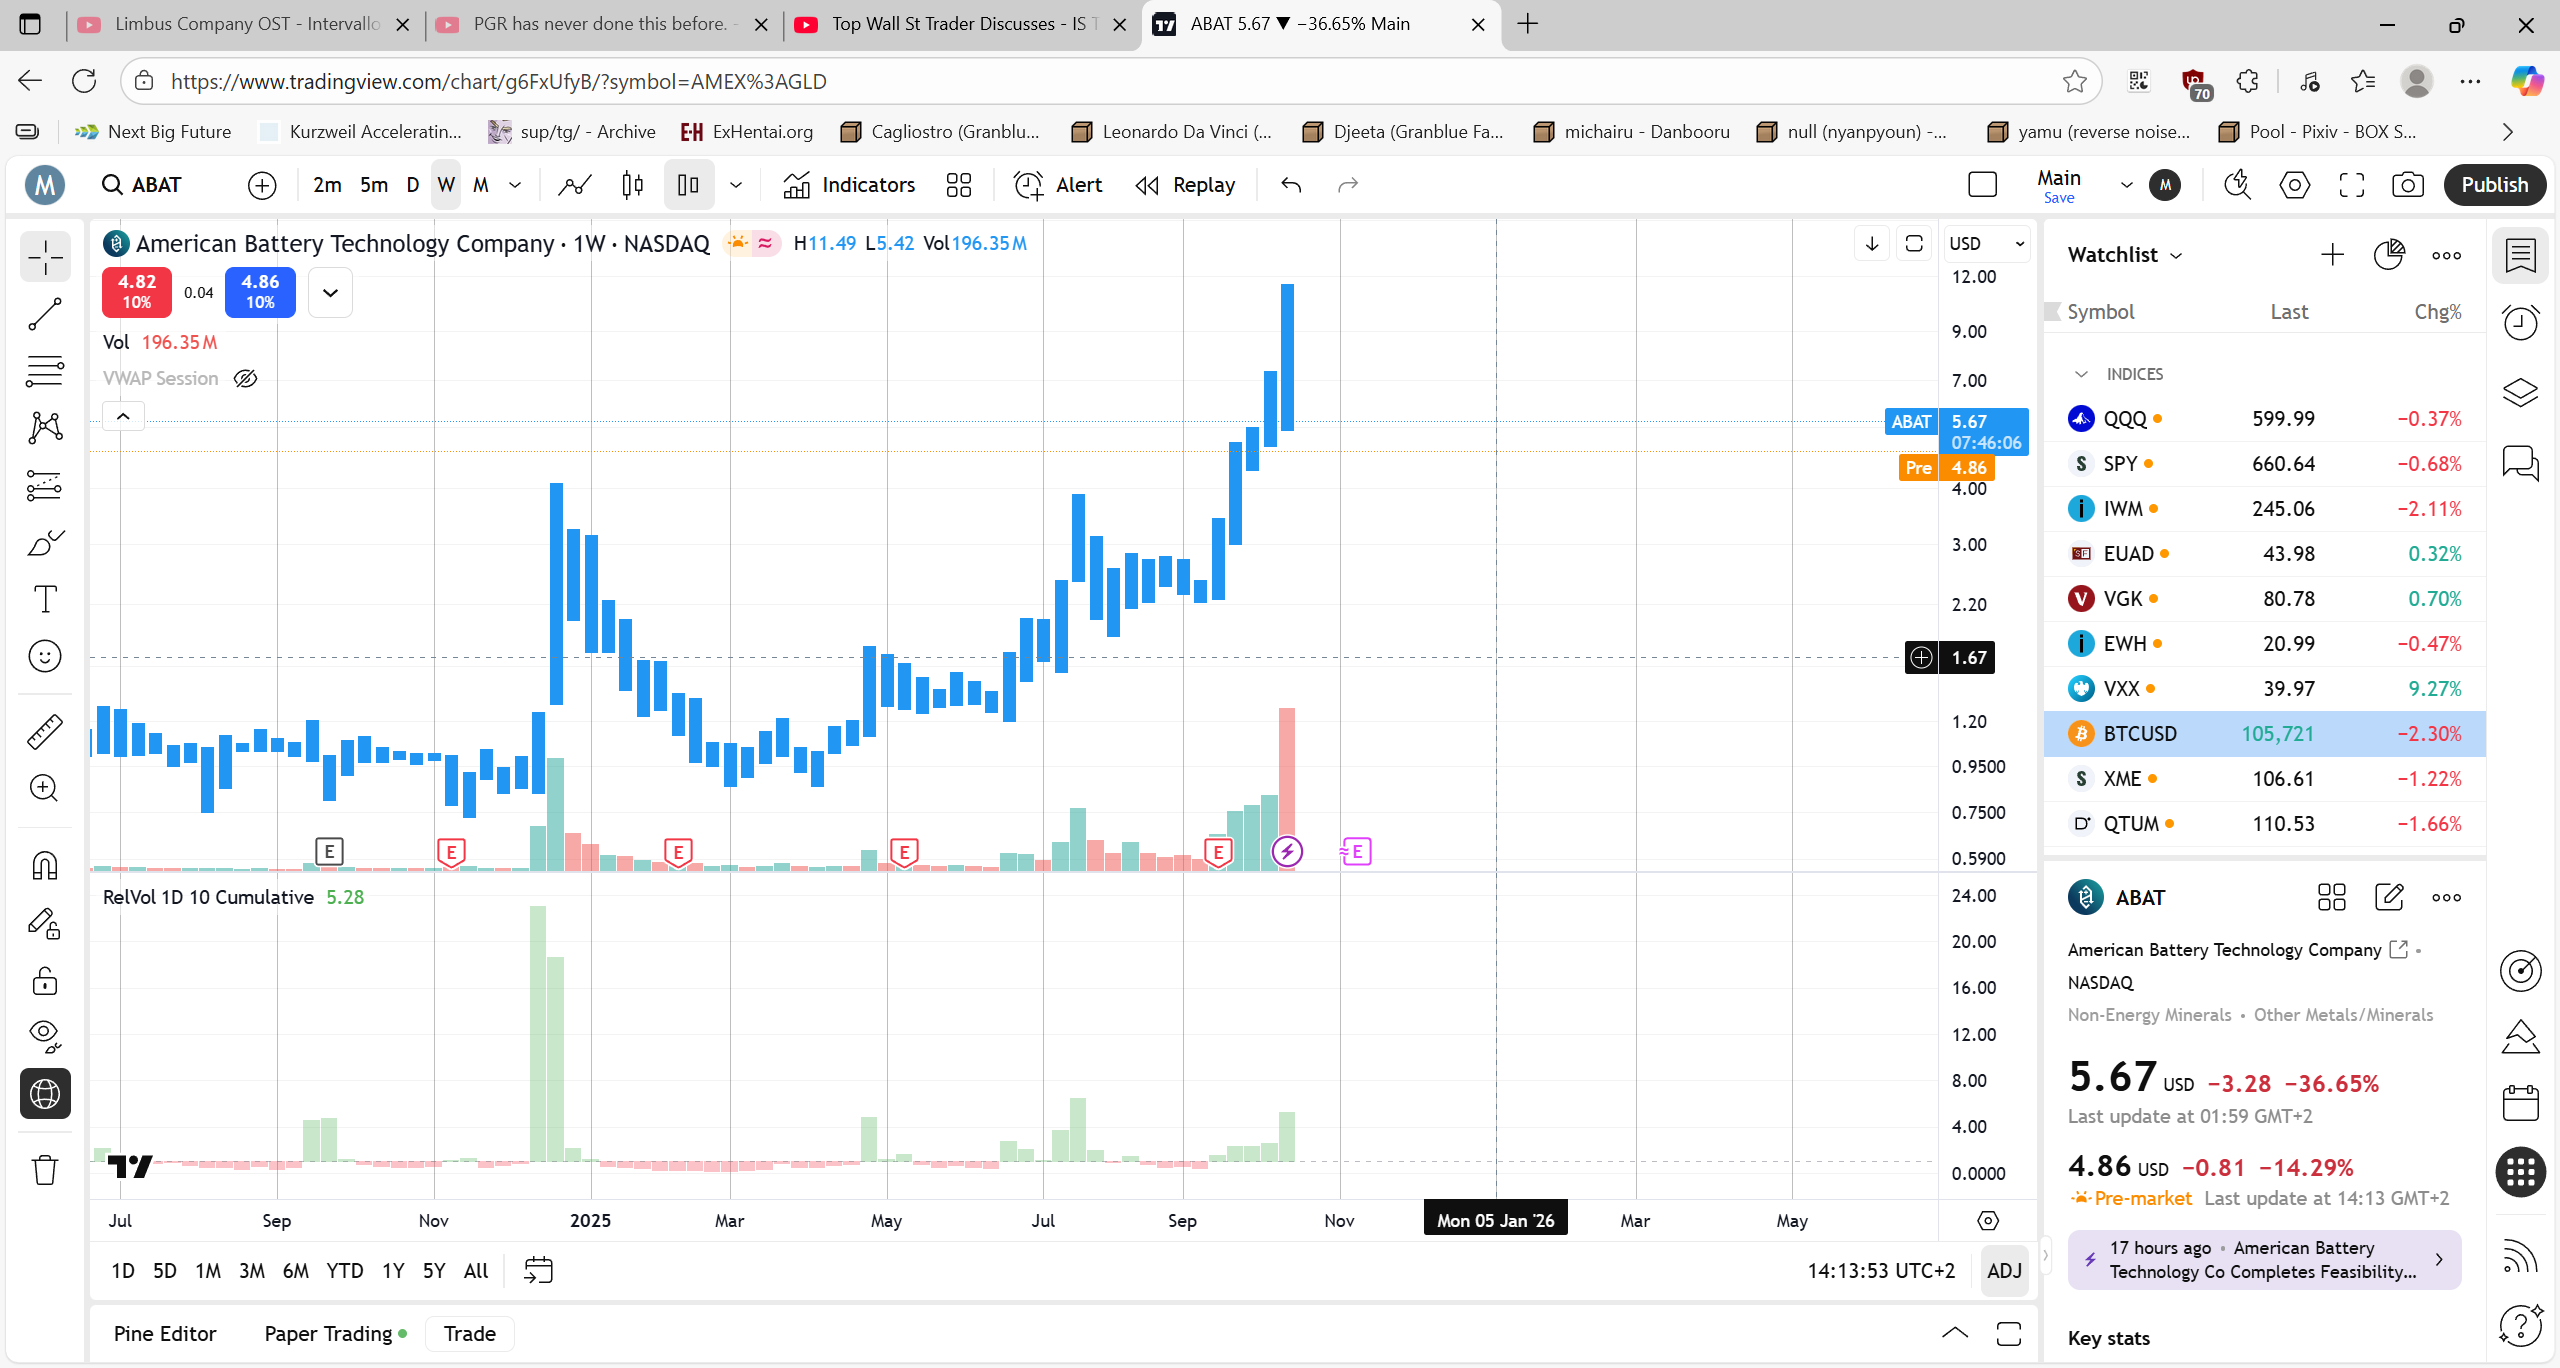 Limbus Company OST - Intervallo
PGR has never done this before. -
Top Wall St Trader Discusses - IS T
ABAT 5.67 ▼ −36.65% Main
https://www.tradingview.com/chart/g6FxUfyB/?symbol=AMEX%3AGLD
70
Next Big Future
Kurzweil Acceleratin...
sup/tg/ - Archive
ExHentai.org
Cagliostro (Granblu...
Leonardo Da Vinci (...
Djeeta (Granblue Fa...
michairu - Danbooru
null (nyanpyoun) -...
yamu (reverse noise...
Pool - Pixiv - BOX S...
M
ABAT
2m 5m D W M
Indicators
Alert
Replay
Main
Save
M
Publish
American Battery Technology Company · 1W · NASDAQ
H11.49 L5.42 Vol196.35M
USD
4.82
10%
0.04
4.86
10%
Vol 196.35M
VWAP Session
12.00
9.00
7.00
ABAT 5.67
07:46:06
Pre 4.86
4.00
3.00
2.20
1.67
1.20
0.9500
0.7500
0.5900
E
E
E
E
E
E
RelVol 1D 10 Cumulative 5.28
24.00
20.00
16.00
12.00
8.00
4.00
0.0000
Jul Sep Nov 2025 Mar May Jul Sep Nov Mon 05 Jan '26 Mar May
1D 5D 1M 3M 6M YTD 1Y 5Y All
14:13:53 UTC+2
ADJ
Pine Editor
Paper Trading
Trade
Watchlist
Symbol Last Chg%
INDICES
QQQ 599.99 −0.37%
SPY 660.64 −0.68%
IWM 245.06 −2.11%
EUAD 43.98 0.32%
VGK 80.78 0.70%
EWH 20.99 −0.47%
VXX 39.97 9.27%
BTCUSD 105,721 −2.30%
XME 106.61 −1.22%
QTUM 110.53 −1.66%
ABAT
American Battery Technology Company •
NASDAQ
Non-Energy Minerals • Other Metals/Minerals
5.67 USD −3.28 −36.65%
Last update at 01:59 GMT+2
4.86 USD −0.81 −14.29%
Pre-market Last update at 14:13 GMT+2
17 hours ago • American Battery
Technology Co Completes Feasibility...
Key stats